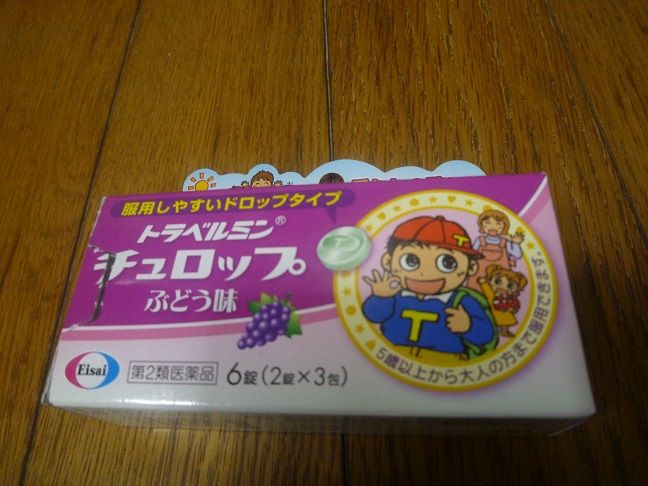 服用しやすいドロップタイプ
トラベルミン®
チュロップ
ぶどう味
T
T
5歳以上から大人の方まで服用できます。
Eisai
第2類医薬品
6錠(2錠×3包)